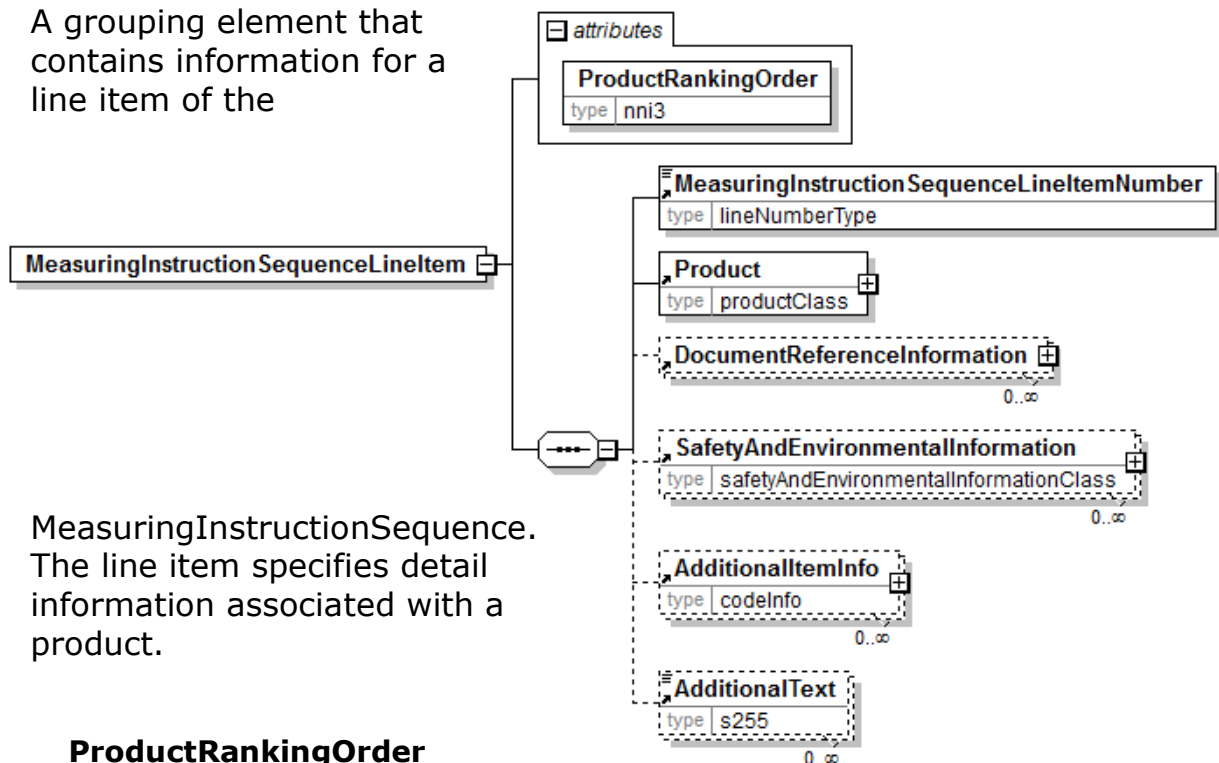 A grouping element that
contains information for a
line item of the
attributes
ProductRankingOrder
type nni3
MeasuringInstructionSequenceLineItem
MeasuringInstructionSequenceLineItemNumber
type lineNumberType
Product
type productClass
DocumentReferenceInformation
0..∞
SafetyAndEnvironmentalInformation
type safetyAndEnvironmentalInformationClass
0..∞
AdditionalItemInfo
type codeInfo
0..∞
AdditionalText
type s255
0..∞
MeasuringInstructionSequence.
The line item specifies detail
information associated with a
product.
ProductRankingOrder